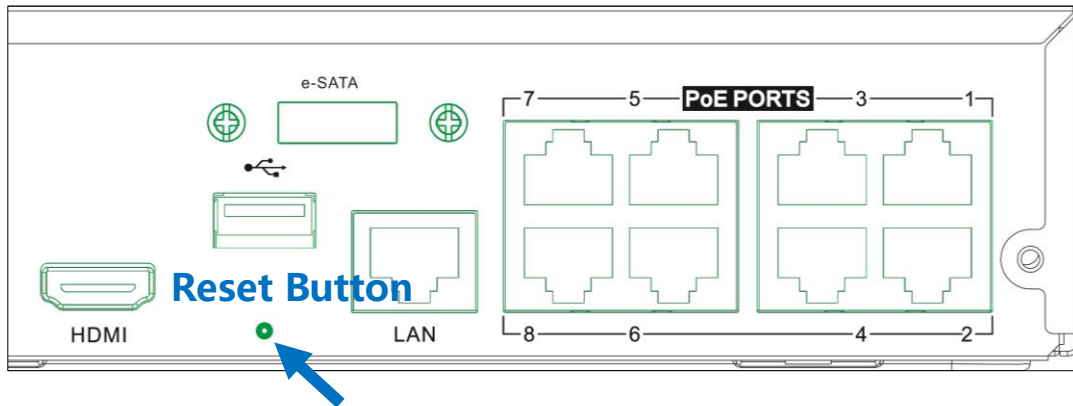 e-SATA
7 5 PoE PORTS 3 1
Reset Button
HDMI
LAN
8 6 4 2